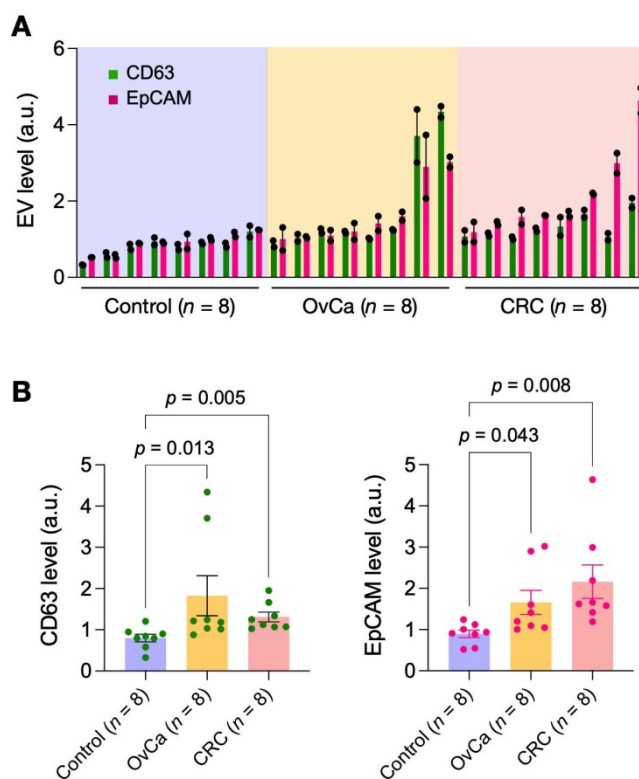 A
6
4
2
0
EV level (a.u.)
CD63
EpCAM
Control (n = 8)
OvCa (n = 8)
CRC (n = 8)
B
p = 0.005
p = 0.013
5
4
3
2
1
0
CD63 level (a.u.)
Control (n = 8)
OvCa (n = 8)
CRC (n = 8)
p = 0.008
p = 0.043
5
4
3
2
1
0
EpCAM level (a.u.)
Control (n = 8)
OvCa (n = 8)
CRC (n = 8)